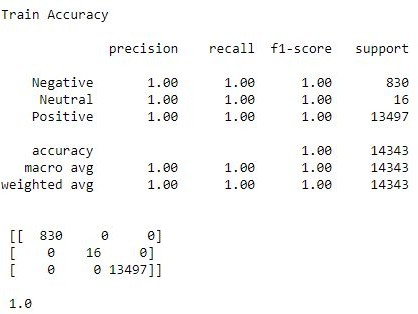 Train Accuracy
precision recall f1-score support
Negative 1.00 1.00 1.00 830
Neutral 1.00 1.00 1.00 16
Positive 1.00 1.00 1.00 13497
accuracy 1.00 14343
macro avg 1.00 1.00 1.00 14343
weighted avg 1.00 1.00 1.00 14343
[[ 830 0 0]
[ 0 16 0]
[ 0 0 13497]]
1.0